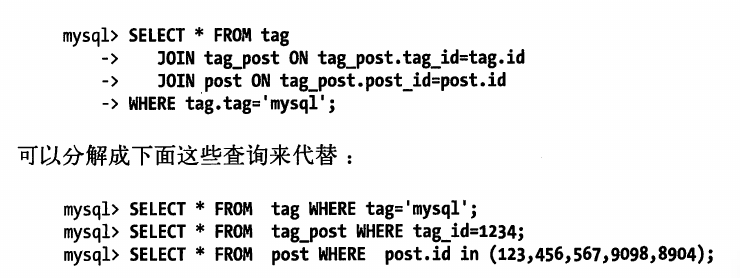 mysql> SELECT * FROM tag
-> JOIN tag_post ON tag_post.tag_id=tag.id
-> JOIN post ON tag_post.post_id=post.id
-> WHERE tag.tag='mysql';
可以分解成下面这些查询来代替：
mysql> SELECT * FROM tag WHERE tag='mysql';
mysql> SELECT * FROM tag_post WHERE tag_id=1234;
mysql> SELECT * FROM post WHERE post.id in (123,456,567,9098,8904);